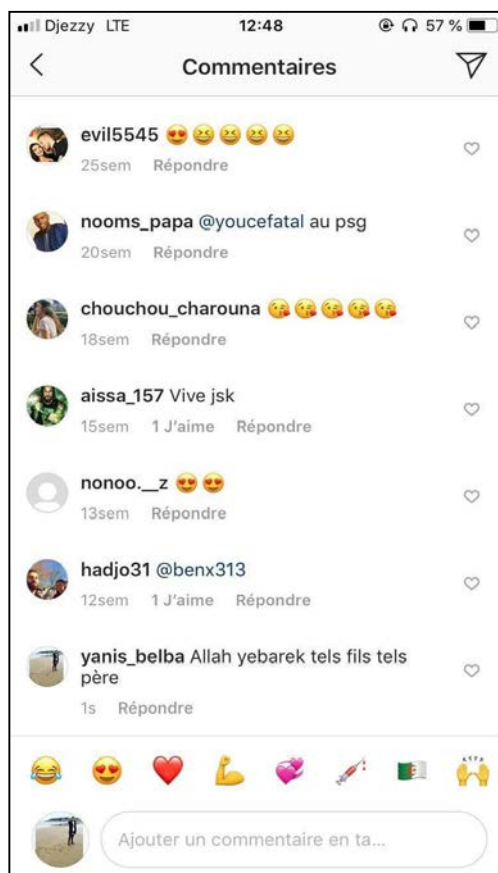 Djezzy LTE 12:48 57 %
Commentaires
evil5545 😍😆😆😆😆
25sem Répondre
nooms_papa @youcefatal au psg
20sem Répondre
chouchou_charouna 😘😘😘😘😘
18sem Répondre
aissa_157 Vive jsk
15sem 1 J'aime Répondre
nonoo.__z 😍😍
13sem Répondre
hadjo31 @benx313
12sem 1 J'aime Répondre
yanis_belba Allah yebarek tels fils tels
père
1s Répondre
😂 😍 ❤️ 💪 💞 💉 🇩🇿 🙌
Ajouter un commentaire en ta...